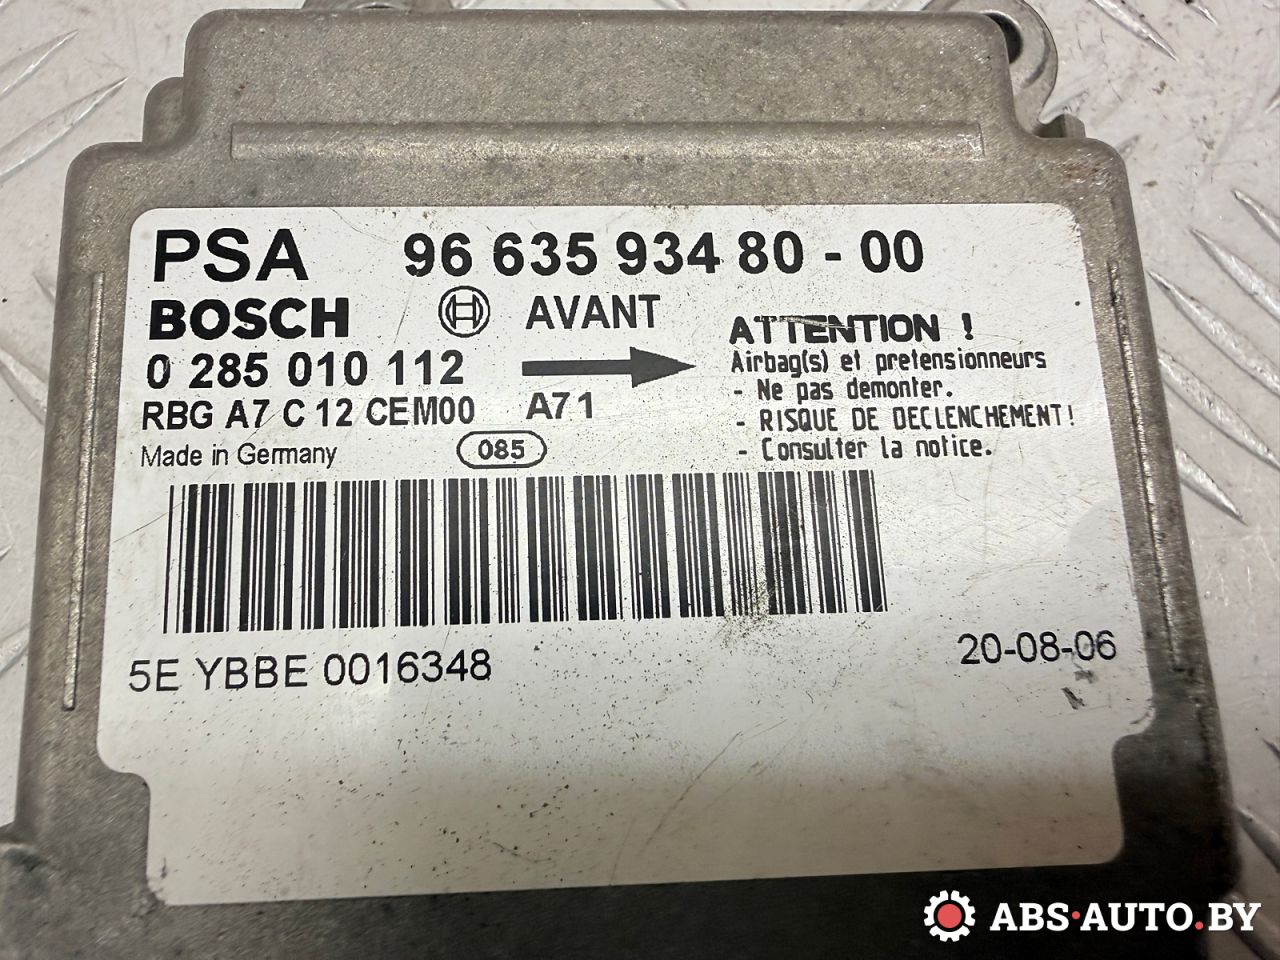 PSA 96 635 934 80 - 00
BOSCH AVANT
0 285 010 112
RBG A7 C 12 CEM00 A71
Made in Germany 085
ATTENTION !
Airbag(s) et pretensionneurs
- Ne pas demonter.
- RISQUE DE DECLENCHEMENT!
- Consulter la notice.
5E YBBE 0016348
20-08-06
ABS·AUTO.BY